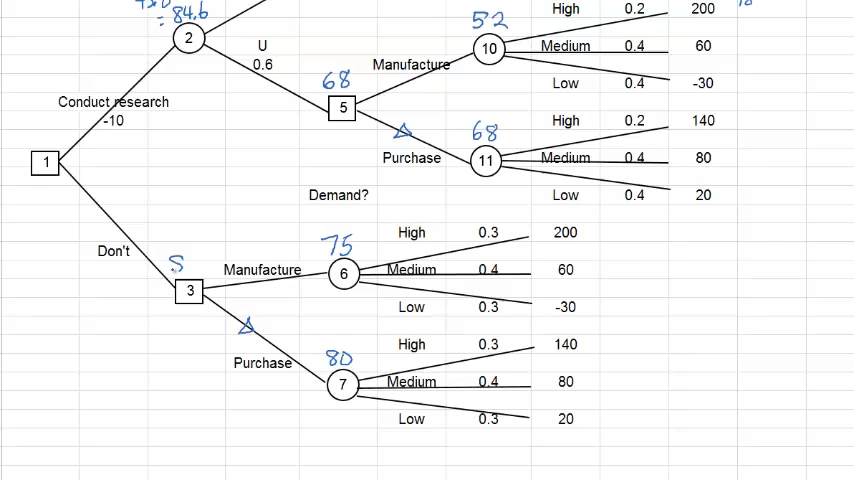 = 84.6
2
U
0.6
Conduct research
-10
1
Don't
68
5
Manufacture
Purchase
52
10
High 0.2 200
Medium 0.4 60
Low 0.4 -30
68
11
High 0.2 140
Medium 0.4 80
Low 0.4 20
Demand?
3
Manufacture
Purchase
75
6
High 0.3 200
Medium 0.4 60
Low 0.3 -30
80
7
High 0.3 140
Medium 0.4 80
Low 0.3 20